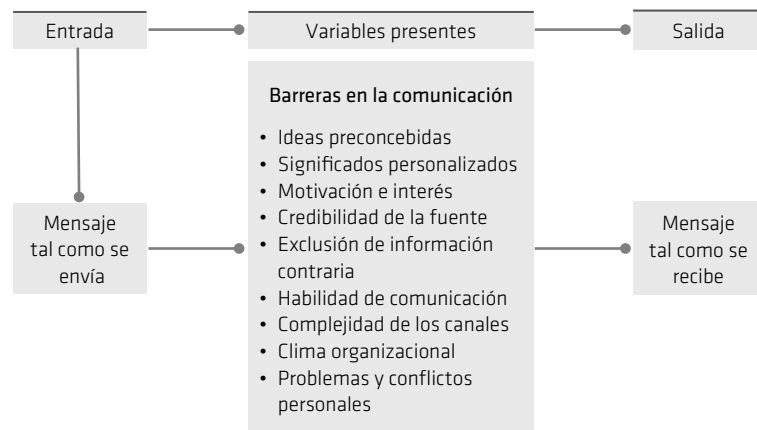 Entrada
Variables presentes
Salida
Mensaje
tal como se
envía
Barreras en la comunicación
• Ideas preconcebidas
• Significados personalizados
• Motivación e interés
• Credibilidad de la fuente
• Exclusión de información
contraria
• Habilidad de comunicación
• Complejidad de los canales
• Clima organizacional
• Problemas y conflictos
personales
Mensaje
tal como se
recibe